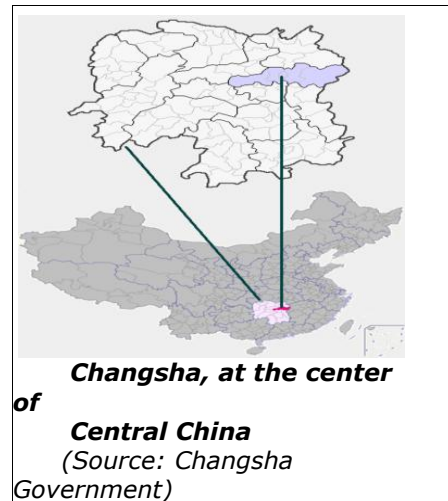 Changsha, at the center
of
Central China
(Source: Changsha
Government)